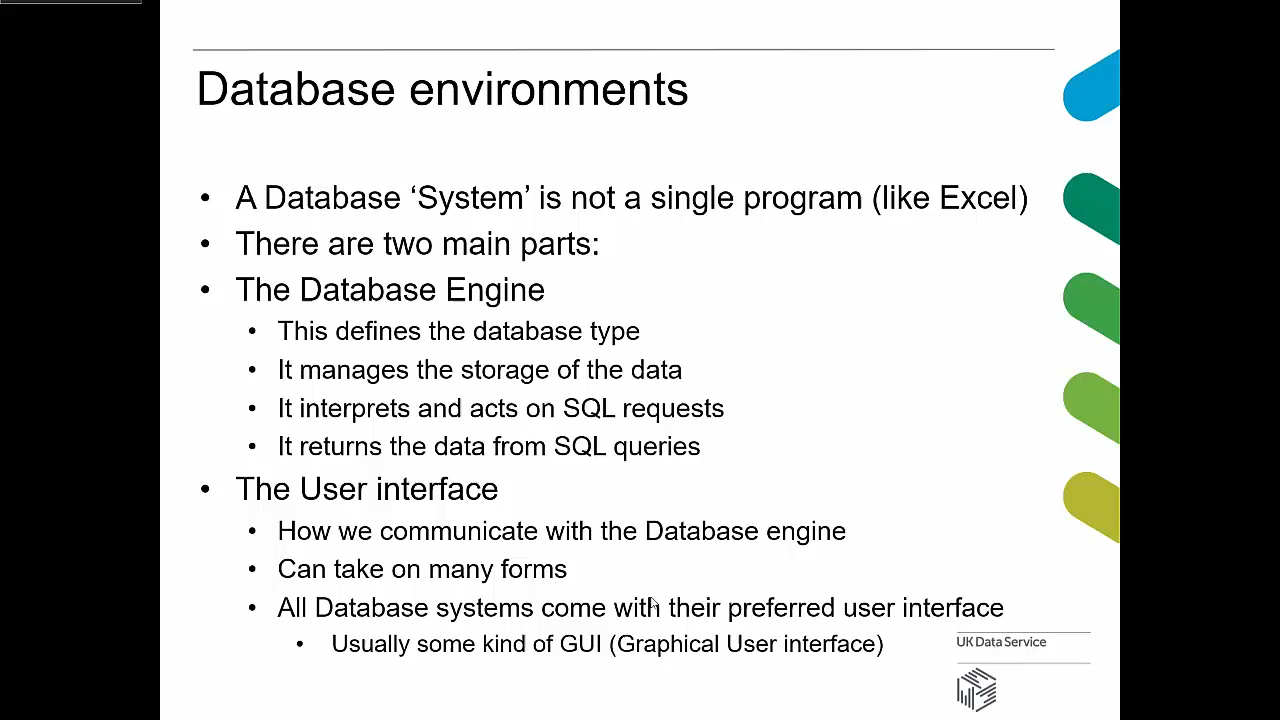 Database environments
• A Database ‘System’ is not a single program (like Excel)
• There are two main parts:
• The Database Engine
• This defines the database type
• It manages the storage of the data
• It interprets and acts on SQL requests
• It returns the data from SQL queries
• The User interface
• How we communicate with the Database engine
• Can take on many forms
• All Database systems come with their preferred user interface
• Usually some kind of GUI (Graphical User interface)
UK Data Service